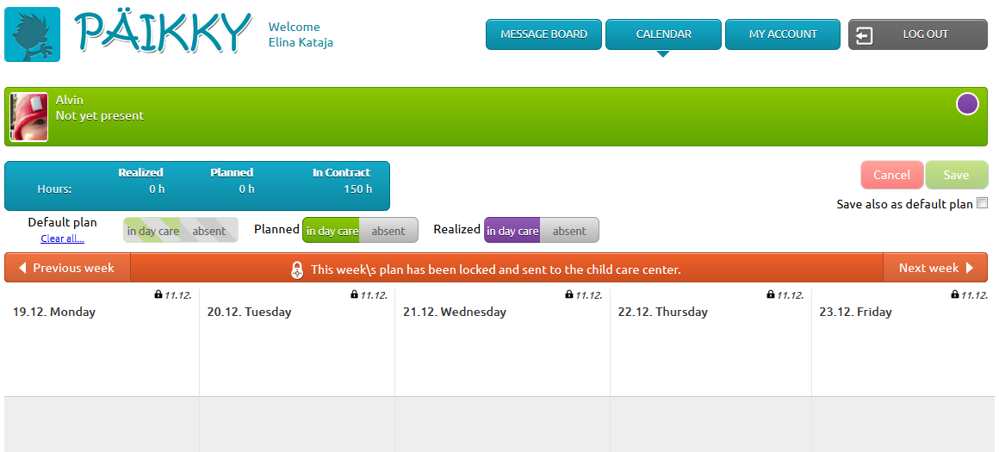 PÄIKKY
Welcome
Elina Kataja
MESSAGE BOARD CALENDAR MY ACCOUNT LOG OUT
Alvin
Not yet present
Realized Planned In Contract
Hours: 0 h 0 h 150 h
Cancel Save
Save also as default plan
Default plan in day care absent Planned in day care absent Realized in day care absent
Clear all...
Previous week This week\s plan has been locked and sent to the child care center. Next week
11.12. 11.12. 11.12. 11.12. 11.12.
19.12. Monday 20.12. Tuesday 21.12. Wednesday 22.12. Thursday 23.12. Friday